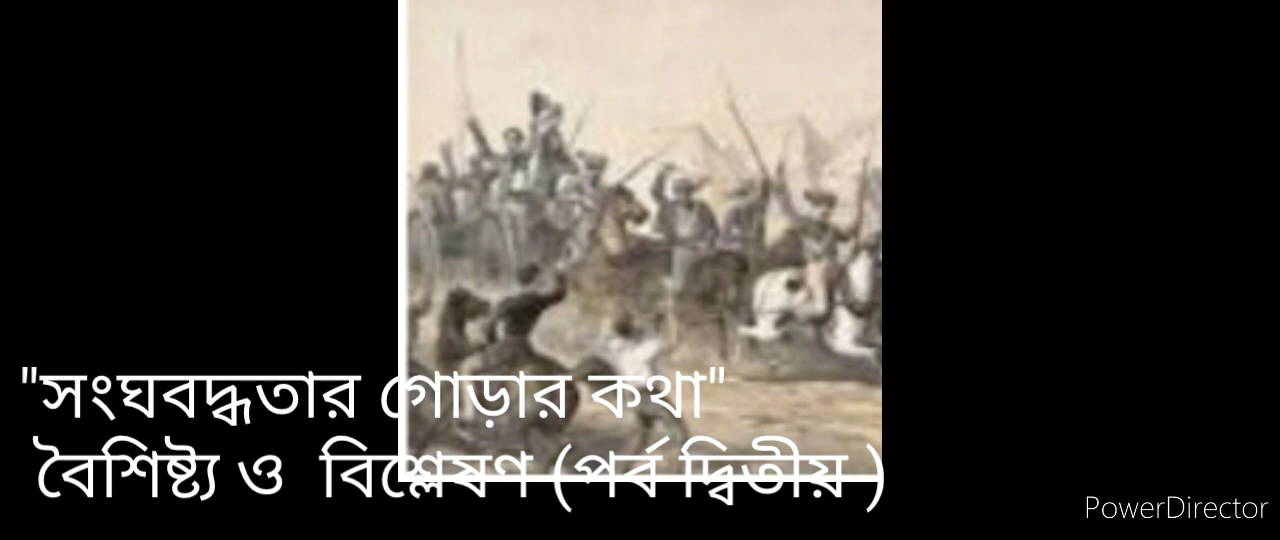 "সংঘবদ্ধতার গোড়ার কথা"
বৈশিষ্ট্য ও বিশ্লেষণ (পর্ব দ্বিতীয় )
PowerDirector